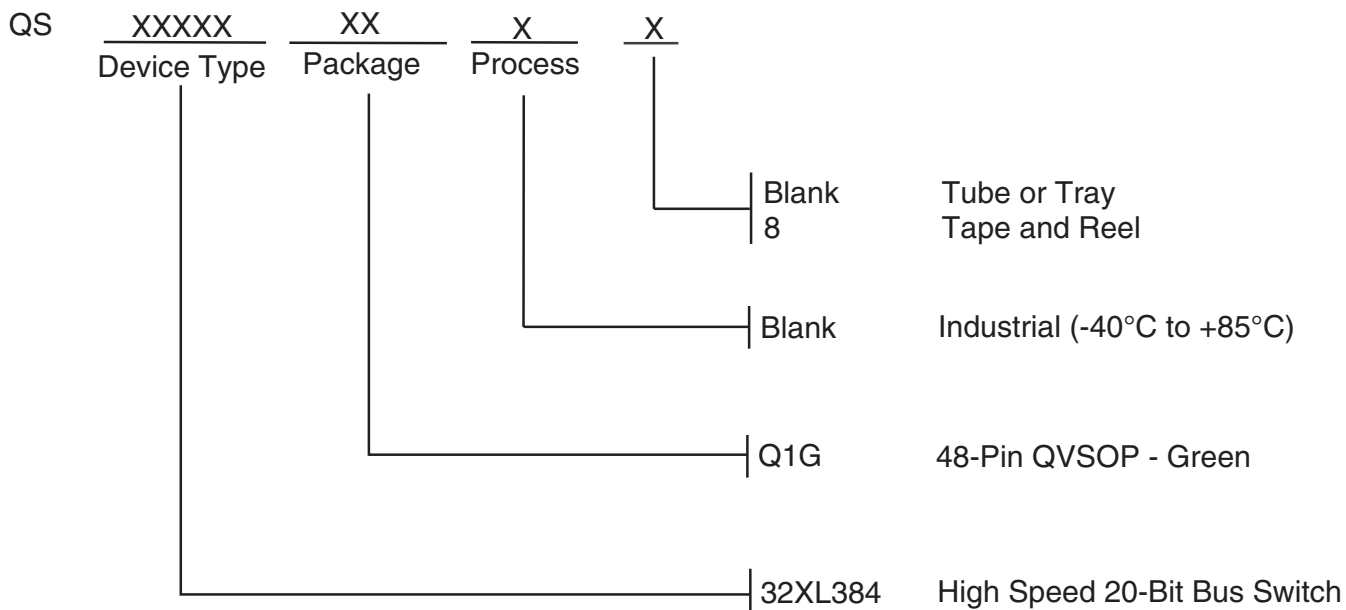 QS XXXXX XX X X
Device Type Package Process
Blank Tube or Tray
8 Tape and Reel
Blank Industrial (-40°C to +85°C)
Q1G 48-Pin QVSOP - Green
32XL384 High Speed 20-Bit Bus Switch